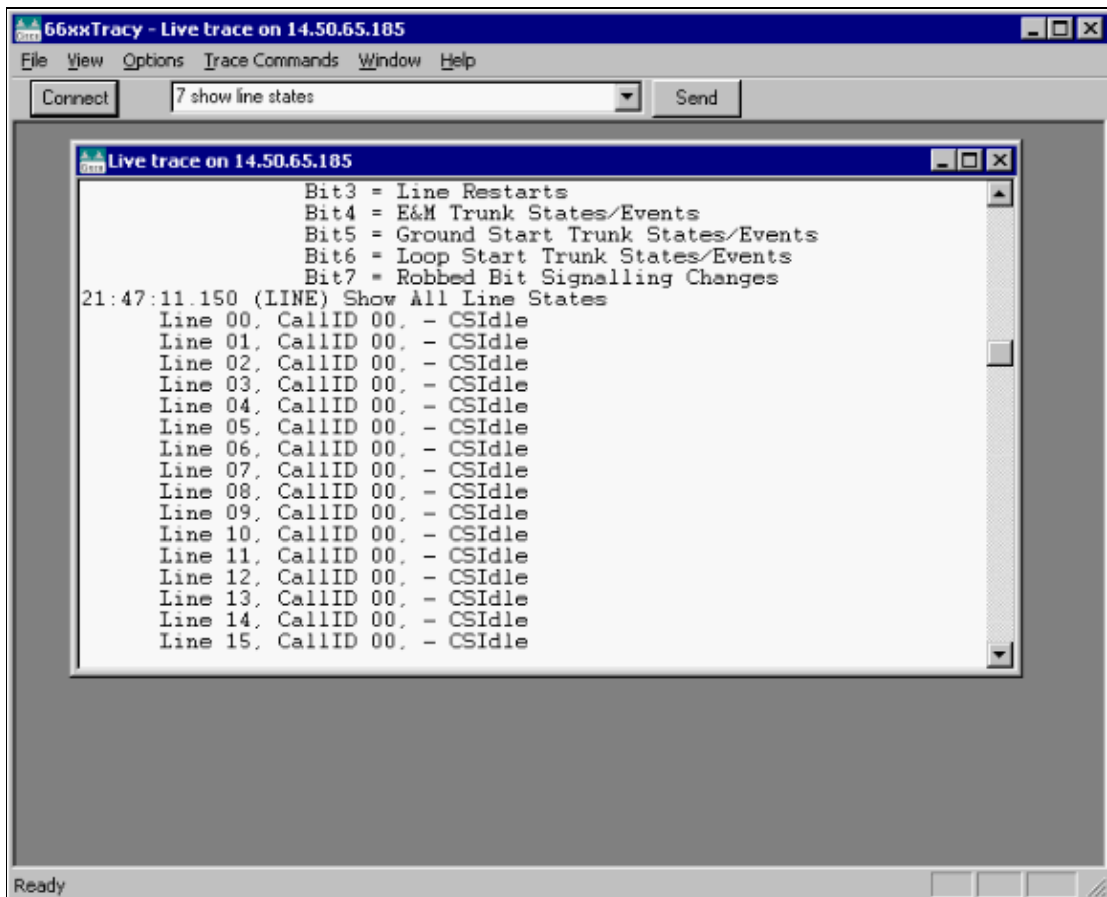 66xxTracy - Live trace on 14.50.65.185
File View Options Trace Commands Window Help
Connect 7 show line states Send
Live trace on 14.50.65.185
Bit3 = Line Restarts
Bit4 = E&M Trunk States/Events
Bit5 = Ground Start Trunk States/Events
Bit6 = Loop Start Trunk States/Events
Bit7 = Robbed Bit Signalling Changes
21:47:11.150 (LINE) Show All Line States
Line 00, CallID 00, - CSIdle
Line 01, CallID 00, - CSIdle
Line 02, CallID 00, - CSIdle
Line 03, CallID 00, - CSIdle
Line 04, CallID 00, - CSIdle
Line 05, CallID 00, - CSIdle
Line 06, CallID 00, - CSIdle
Line 07, CallID 00, - CSIdle
Line 08, CallID 00, - CSIdle
Line 09, CallID 00, - CSIdle
Line 10, CallID 00, - CSIdle
Line 11, CallID 00, - CSIdle
Line 12, CallID 00, - CSIdle
Line 13, CallID 00, - CSIdle
Line 14, CallID 00, - CSIdle
Line 15, CallID 00, - CSIdle
Ready